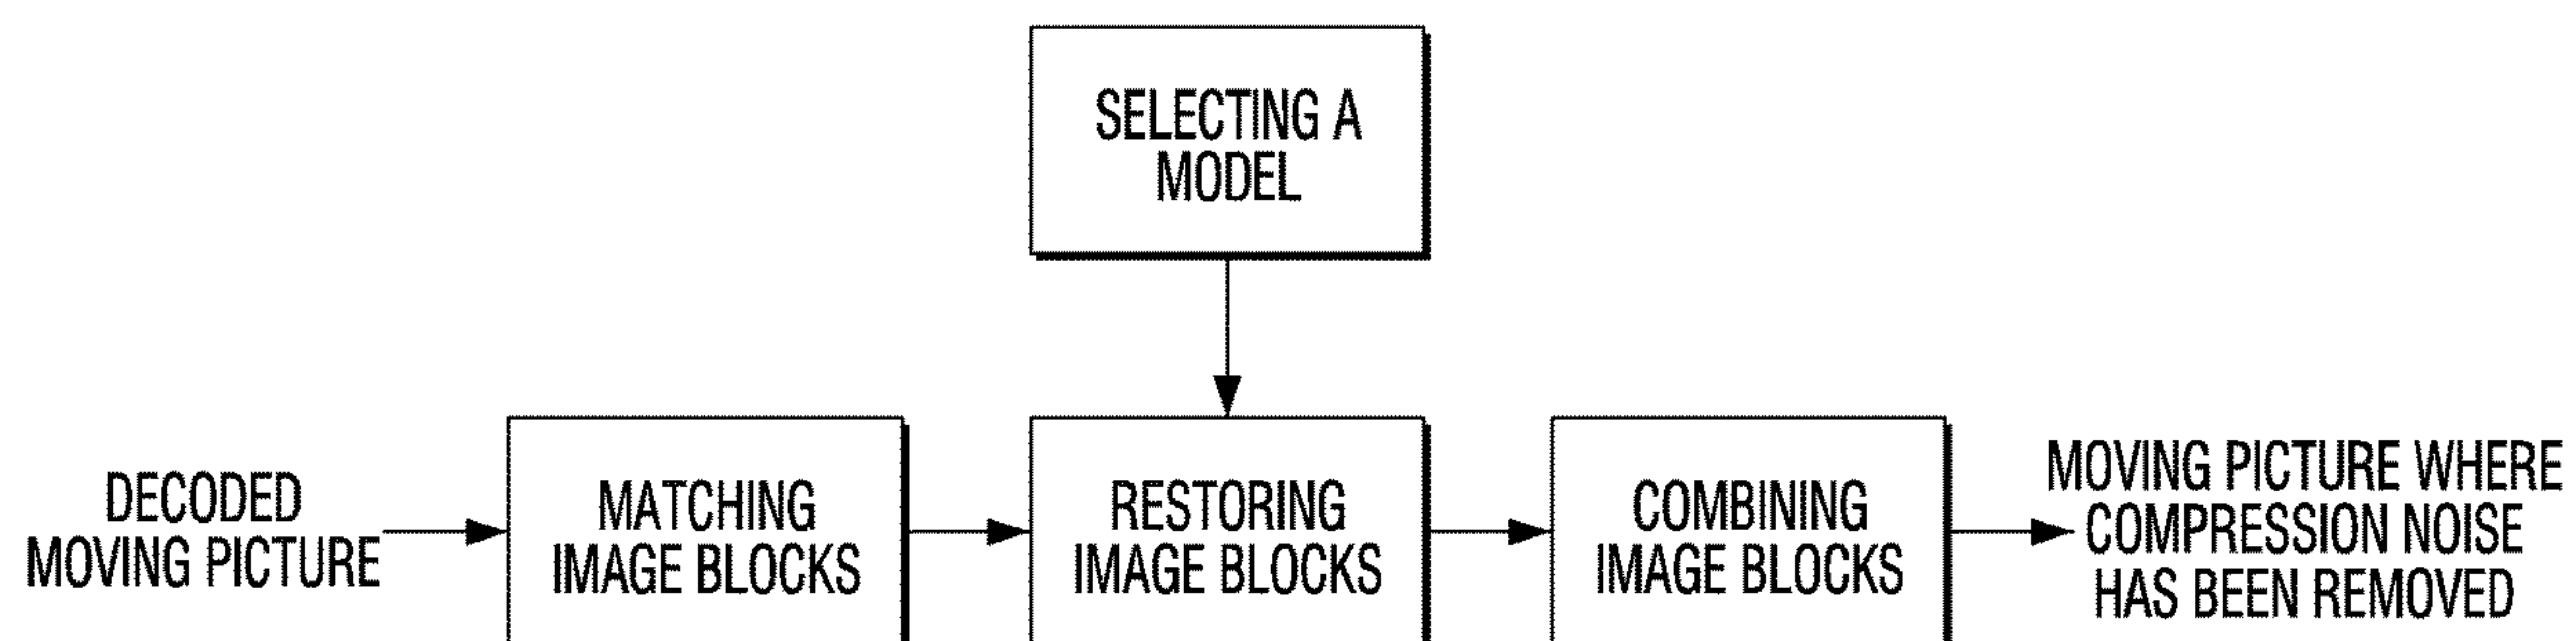 SELECTING A
MODEL
DECODED
MOVING PICTURE
MATCHING
IMAGE BLOCKS
RESTORING
IMAGE BLOCKS
COMBINING
IMAGE BLOCKS
MOVING PICTURE WHERE
COMPRESSION NOISE
HAS BEEN REMOVED